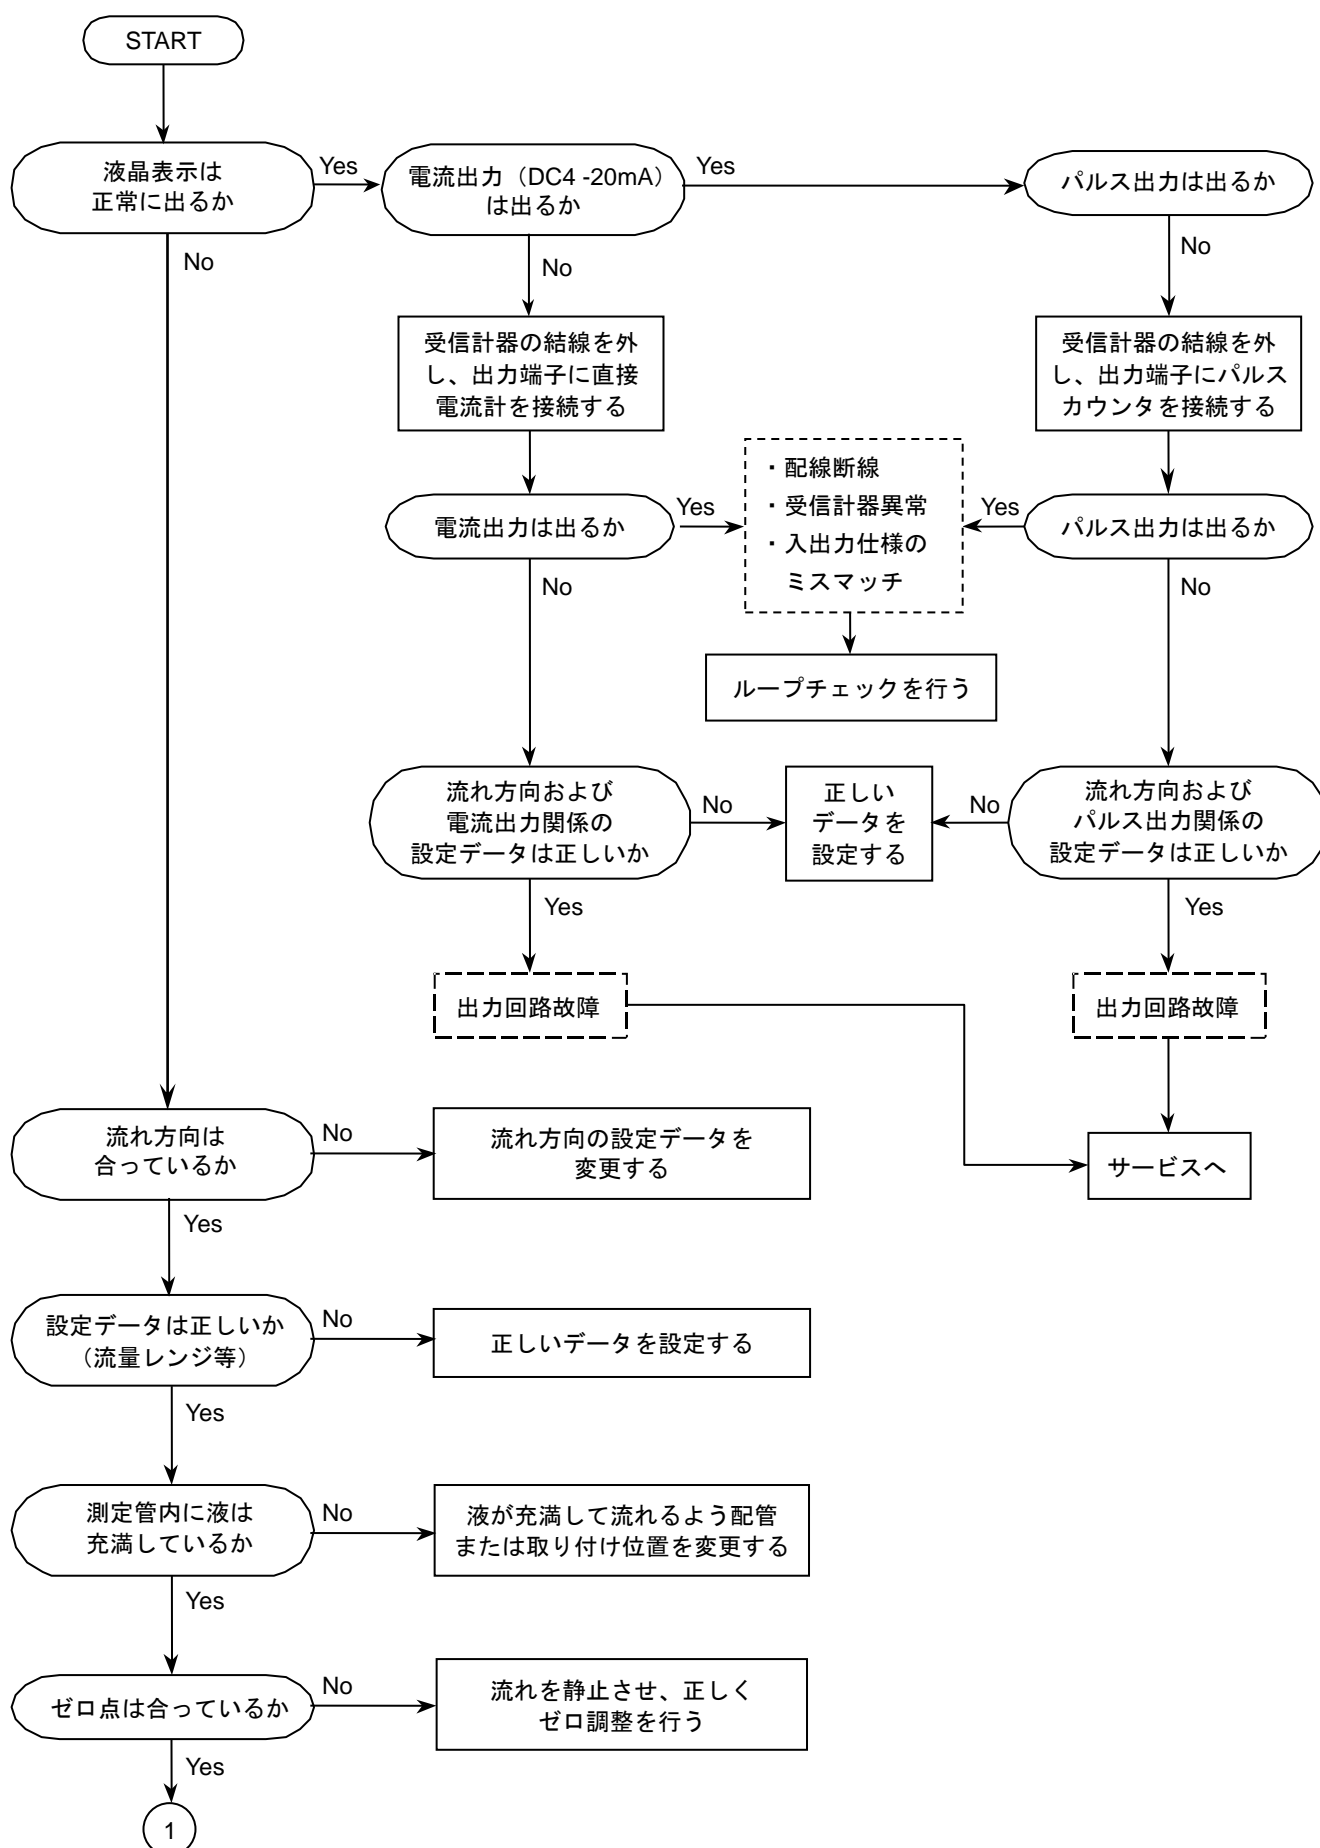 START
液晶表示は
正常に出るか
Yes
電流出力（DC4 -20mA）
は出るか
Yes
パルス出力は出るか
No
No
No
受信計器の結線を外
し、出力端子に直接
電流計を接続する
受信計器の結線を外
し、出力端子にパルス
カウンタを接続する
電流出力は出るか
Yes
・配線断線
・受信計器異常
・入出力仕様の
ミスマッチ
Yes
パルス出力は出るか
No
No
ループチェックを行う
流れ方向および
電流出力関係の
設定データは正しいか
No
正しい
データを
設定する
No
流れ方向および
パルス出力関係の
設定データは正しいか
Yes
Yes
出力回路故障
出力回路故障
流れ方向は
合っているか
No
流れ方向の設定データを
変更する
サービスへ
Yes
設定データは正しいか
（流量レンジ等）
No
正しいデータを設定する
Yes
測定管内に液は
充満しているか
No
液が充満して流れるよう配管
または取り付け位置を変更する
Yes
ゼロ点は合っているか
No
流れを静止させ、正しく
ゼロ調整を行う
Yes
1